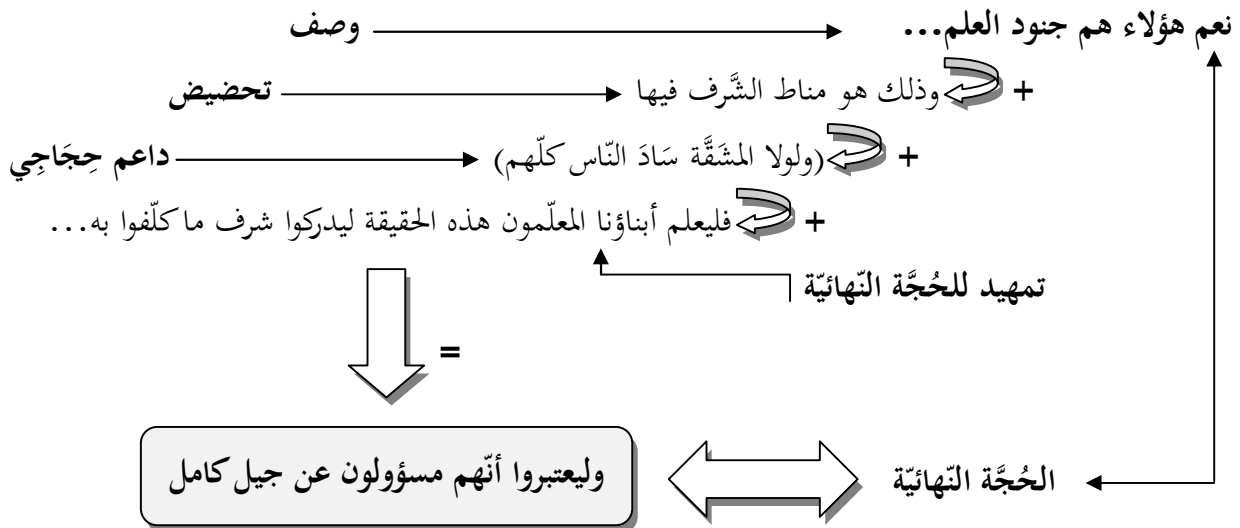 نعم هؤلاء هم جنود العلم... وصف
+ وذلك هو مناط الشَّرف فيها تحضيض
+ (ولولا المشَقَّة سَادَ النّاس كلّهم) داعم حِجَاجِي
+ فليعلم أبناؤنا المعلّمون هذه الحقيقة ليدركوا شرف ما كلّفوا به...
تمهيد للحُجَّة النّهائيّة
=
الحُجَّة النّهائيّة وليعتبروا أنّهم مسؤولون عن جيل كامل